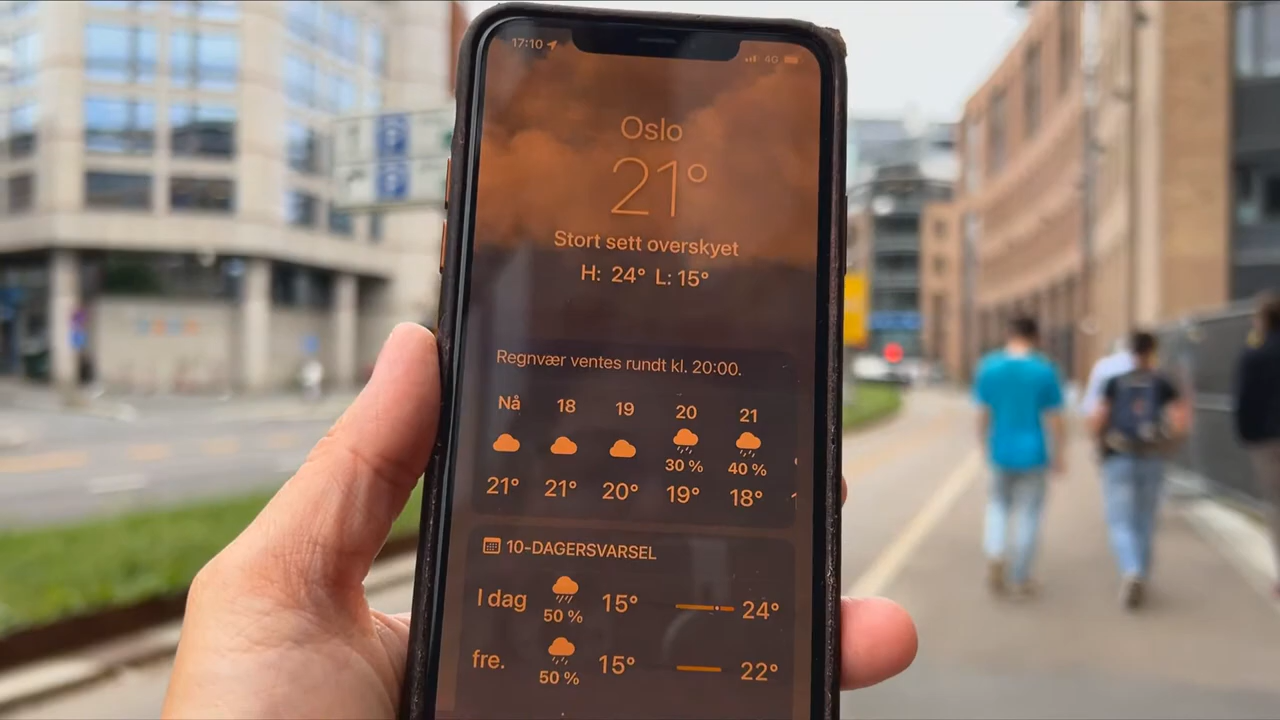 17:10 4G
Oslo
21°
Stort sett overskyet
H: 24° L: 15°
Regnvær ventes rundt kl. 20:00.
Nå 18 19 20 21
30 % 40 %
21° 21° 20° 19° 18°
10-DAGERSVARSEL
I dag 15° 24°
50 %
fre. 15° 22°
50 %
P
P